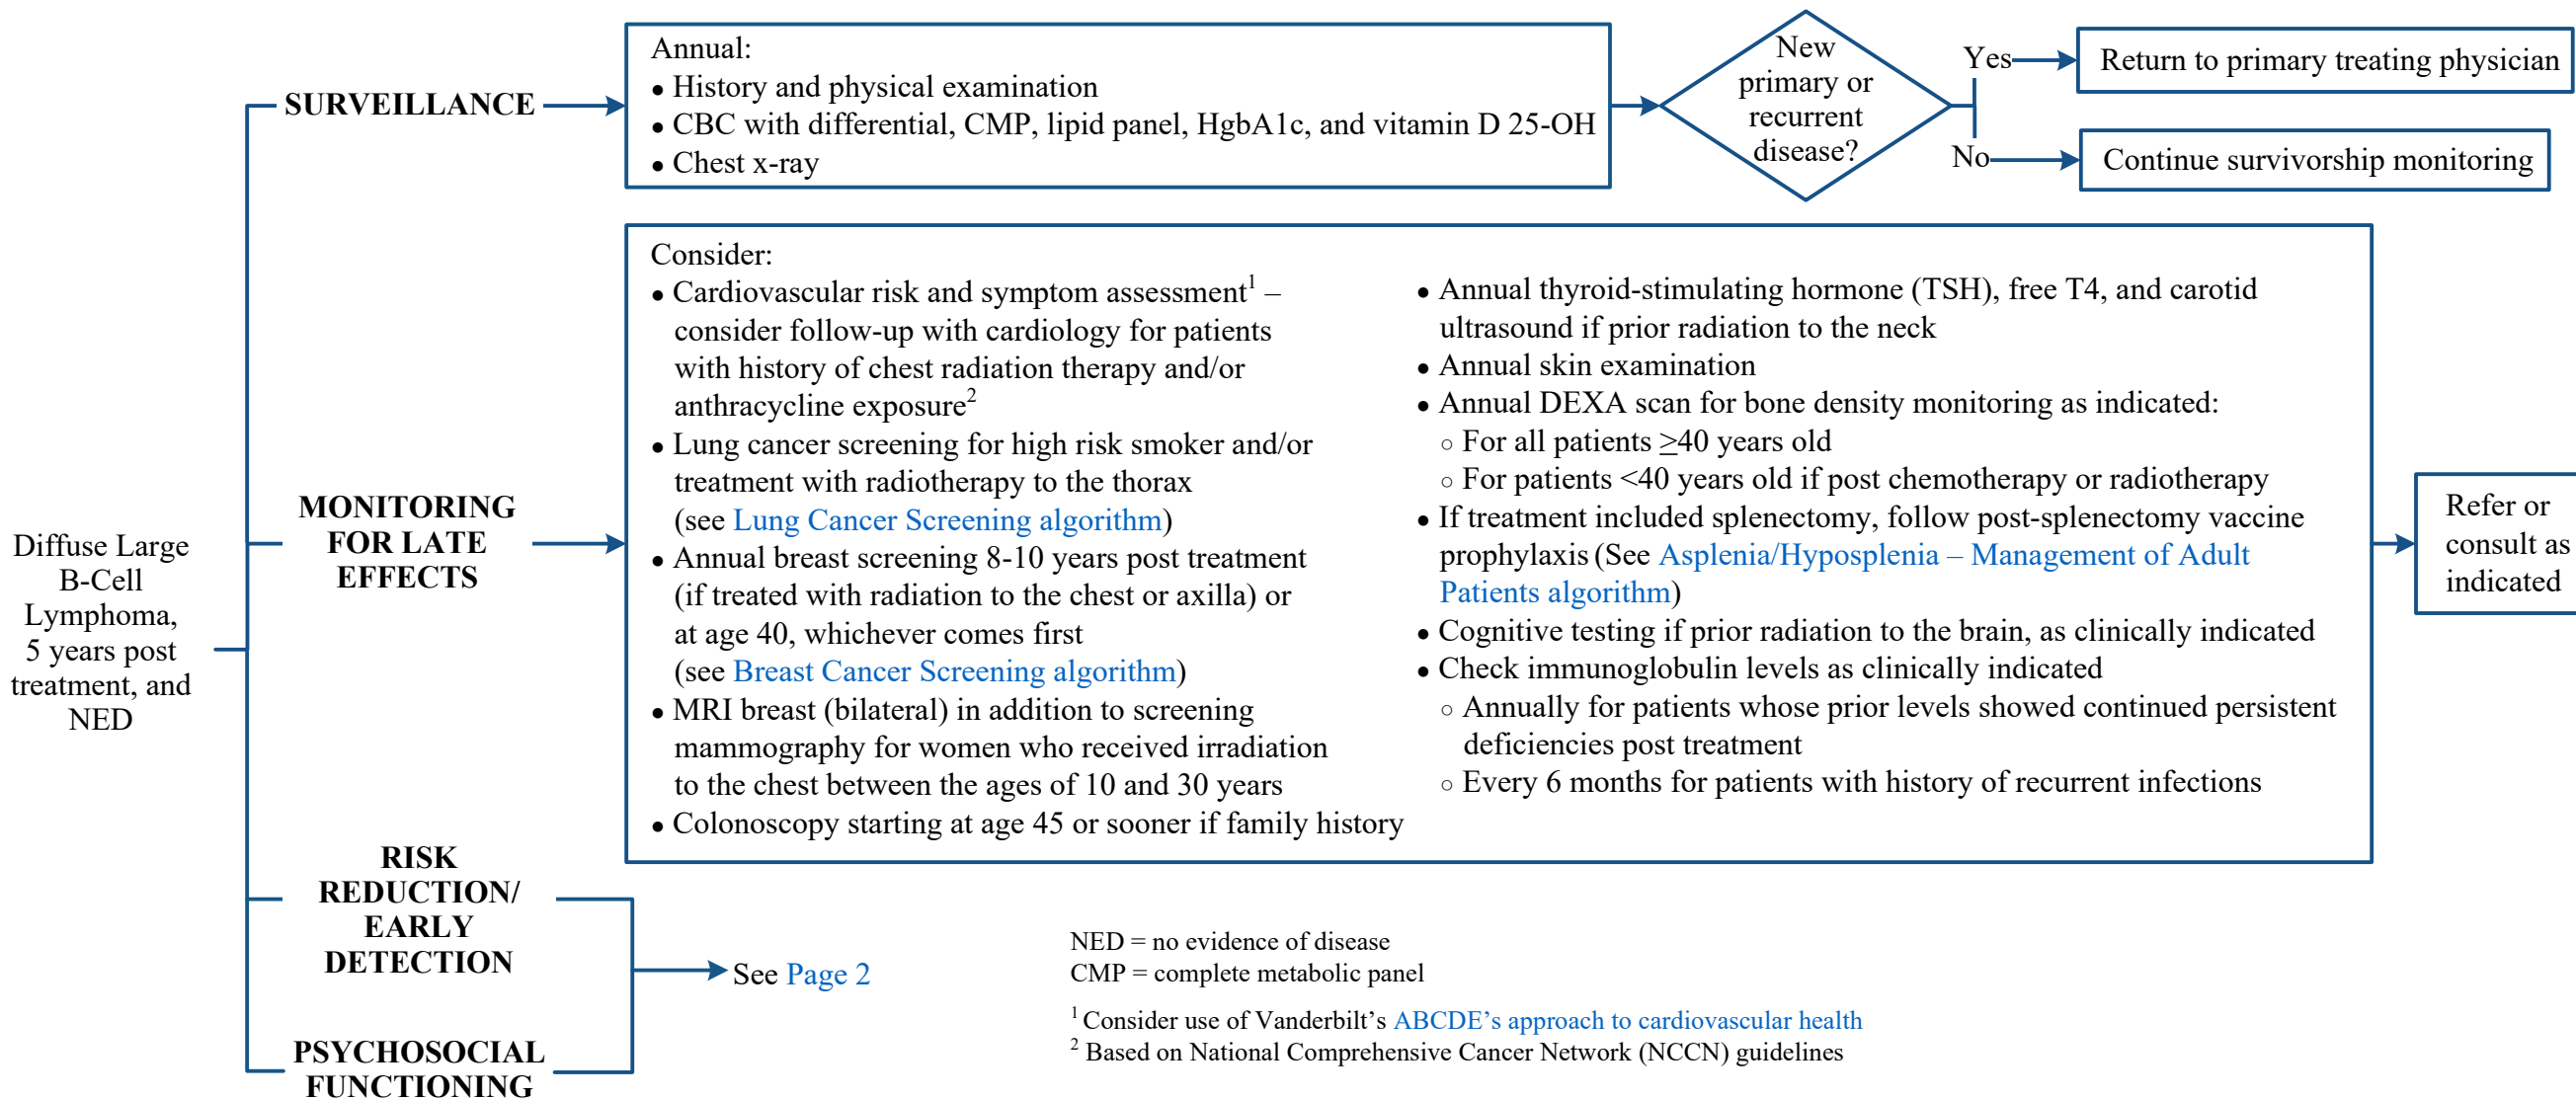 Diffuse Large
B-Cell
Lymphoma,
5 years post
treatment, and
NED
SURVEILLANCE
Annual:
● History and physical examination
● CBC with differential, CMP, lipid panel, HgbA1c, and vitamin D 25-OH
● Chest x-ray
New
primary or
recurrent
disease?
Yes
Return to primary treating physician
No
Continue survivorship monitoring
MONITORING
FOR LATE
EFFECTS
Consider:
● Cardiovascular risk and symptom assessment1 –
consider follow-up with cardiology for patients
with history of chest radiation therapy and/or
anthracycline exposure2
● Lung cancer screening for high risk smoker and/or
treatment with radiotherapy to the thorax
(see Lung Cancer Screening algorithm)
● Annual breast screening 8-10 years post treatment
(if treated with radiation to the chest or axilla) or
at age 40, whichever comes first
(see Breast Cancer Screening algorithm)
● MRI breast (bilateral) in addition to screening
mammography for women who received irradiation
to the chest between the ages of 10 and 30 years
● Colonoscopy starting at age 45 or sooner if family history
● Annual thyroid-stimulating hormone (TSH), free T4, and carotid
ultrasound if prior radiation to the neck
● Annual skin examination
● Annual DEXA scan for bone density monitoring as indicated:
○ For all patients ≥40 years old
○ For patients <40 years old if post chemotherapy or radiotherapy
● If treatment included splenectomy, follow post-splenectomy vaccine
prophylaxis (See Asplenia/Hyposplenia – Management of Adult
Patients algorithm)
● Cognitive testing if prior radiation to the brain, as clinically indicated
● Check immunoglobulin levels as clinically indicated
○ Annually for patients whose prior levels showed continued persistent
deficiencies post treatment
○ Every 6 months for patients with history of recurrent infections
Refer or
consult as
indicated
RISK
REDUCTION/
EARLY
DETECTION
PSYCHOSOCIAL
FUNCTIONING
See Page 2
NED = no evidence of disease
CMP = complete metabolic panel
1 Consider use of Vanderbilt’s ABCDE’s approach to cardiovascular health
2 Based on National Comprehensive Cancer Network (NCCN) guidelines